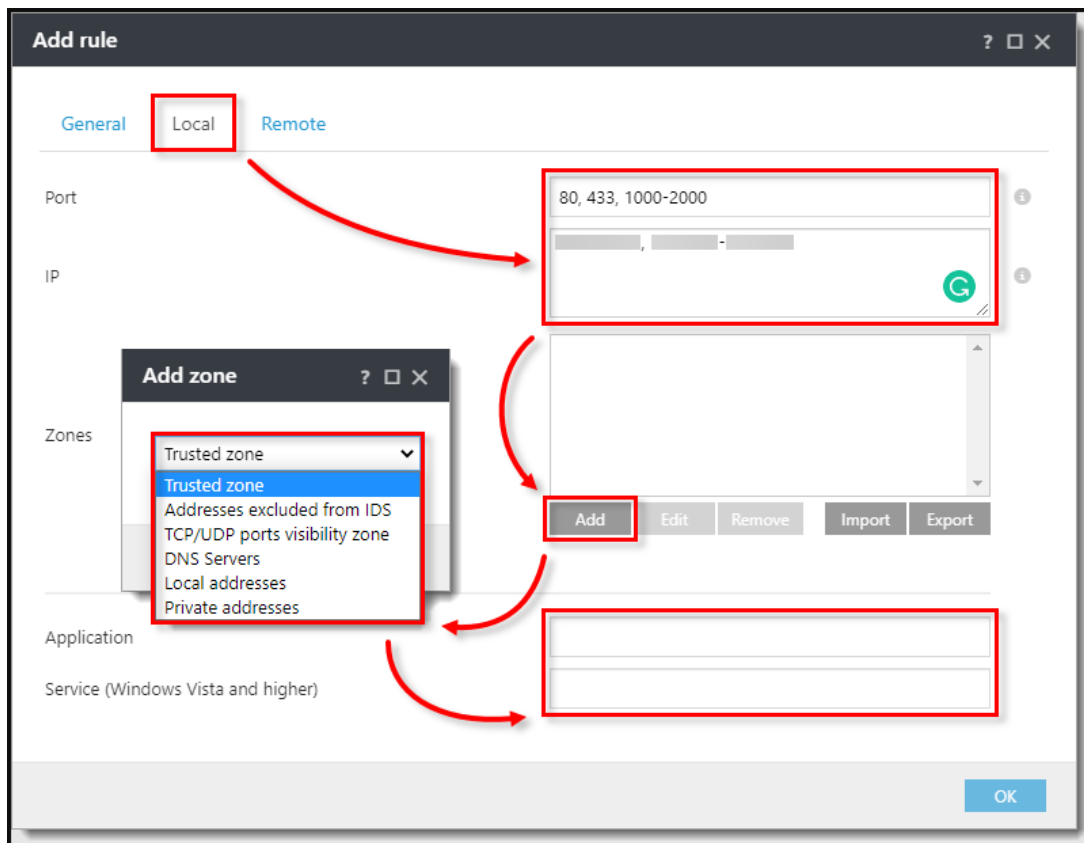 Add rule
?
General Local Remote
Port
80, 433, 1000-2000
IP
, -
Zones
Add Edit Remove Import Export
Add zone
?
Trusted zone
Trusted zone
Addresses excluded from IDS
TCP/UDP ports visibility zone
DNS Servers
Local addresses
Private addresses
Application
Service (Windows Vista and higher)
OK